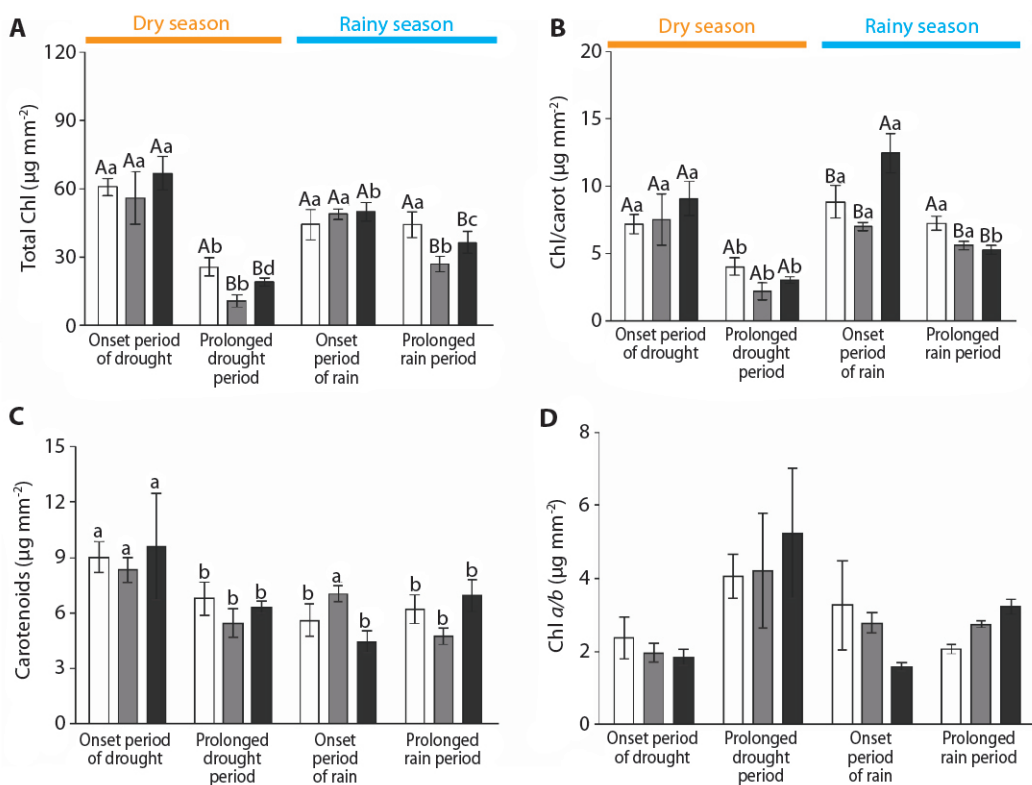 A
Dry season
Rainy season
Total Chl (µg mm⁻²)
120
90
60
30
0
Aa
Aa
Aa
Ab
Bb
Bd
Aa
Aa
Ab
Aa
Bb
Bc
Onset period
of drought
Prolonged
drought
period
Onset
period
of rain
Prolonged
rain period
B
Dry season
Rainy season
Chl/carot (µg mm⁻²)
20
15
10
5
0
Aa
Aa
Aa
Ab
Ab
Ab
Ba
Ba
Aa
Aa
Ba
Bb
Onset period
of drought
Prolonged
drought
period
Onset
period
of rain
Prolonged
rain period
C
Carotenoids (µg mm⁻²)
15
12
9
6
3
0
a
a
a
b
b
b
b
a
b
b
b
b
Onset period
of drought
Prolonged
drought
period
Onset
period
of rain
Prolonged
rain period
D
Chl a/b (µg mm⁻²)
8
6
4
2
0
Onset period
of drought
Prolonged
drought
period
Onset
period
of rain
Prolonged
rain period